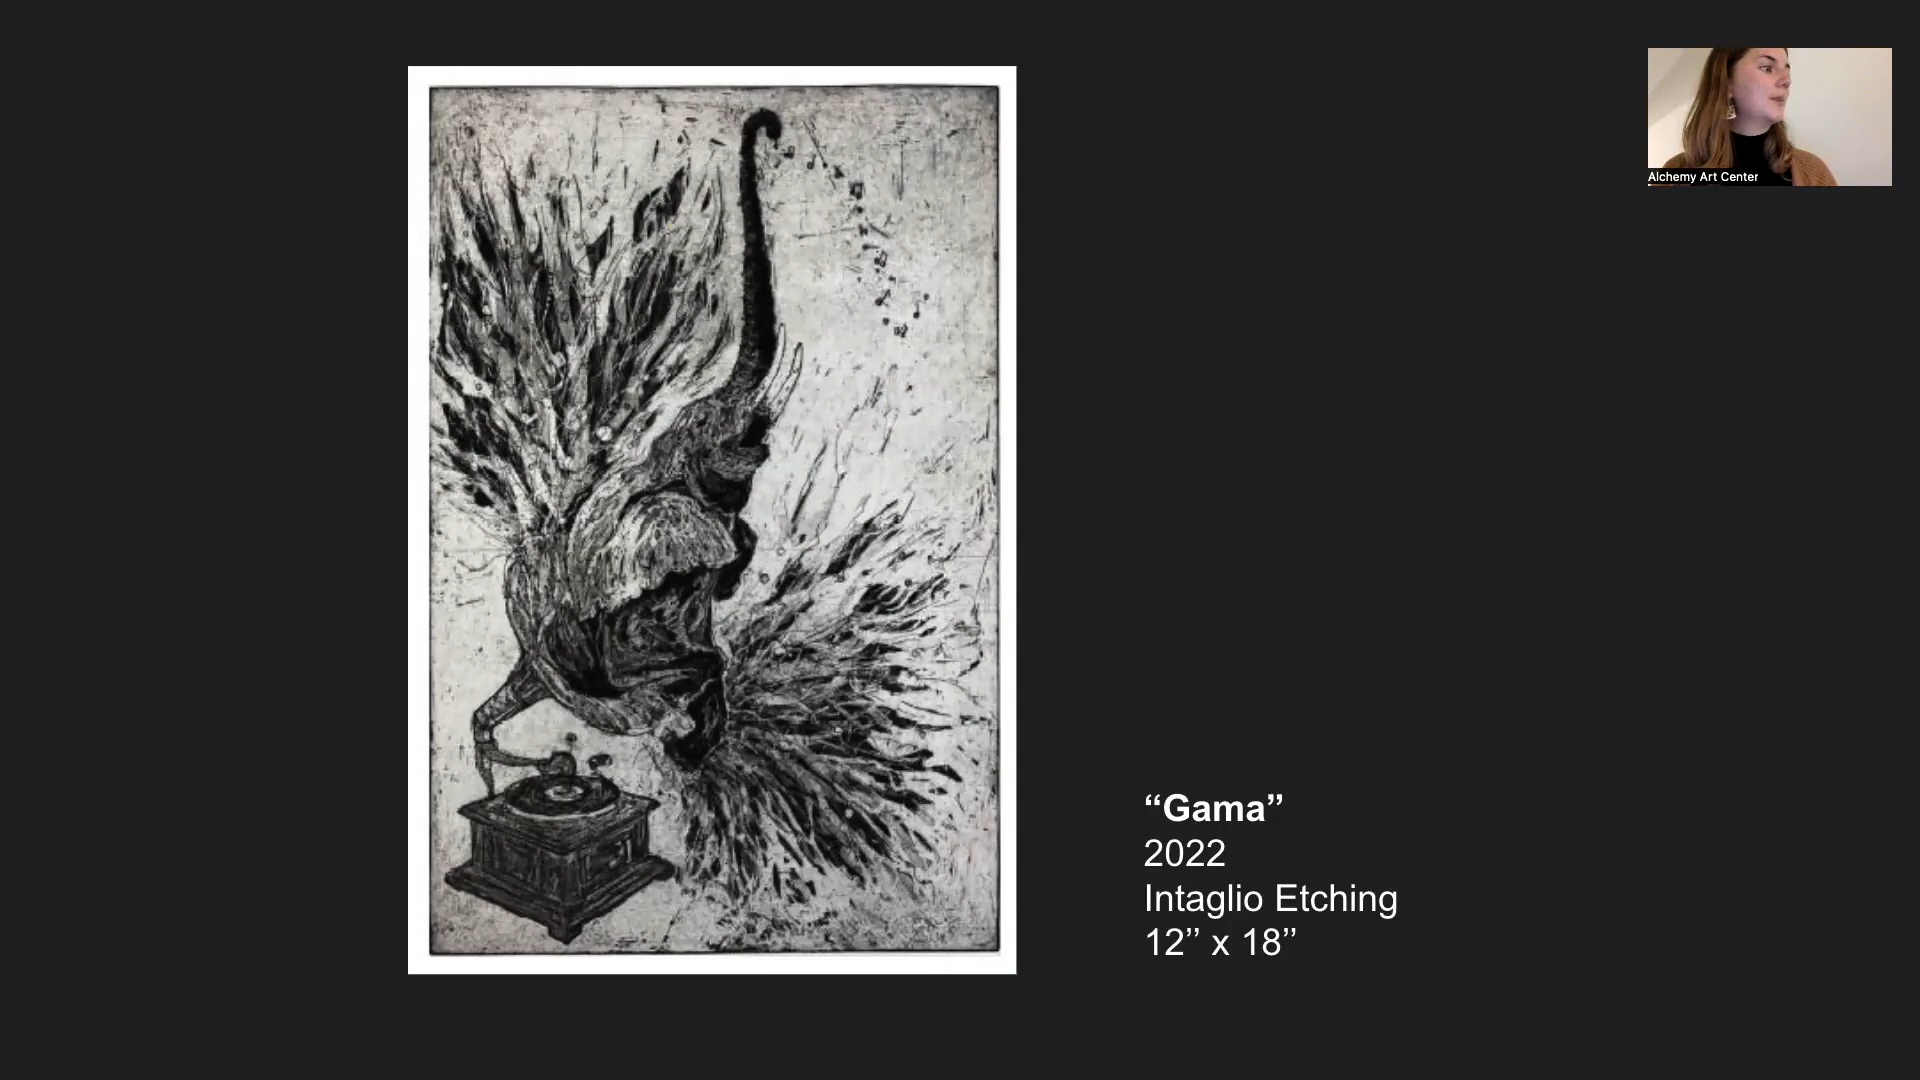 Alchemy Art Center
“Gama”
2022
Intaglio Etching
12’’ x 18’’